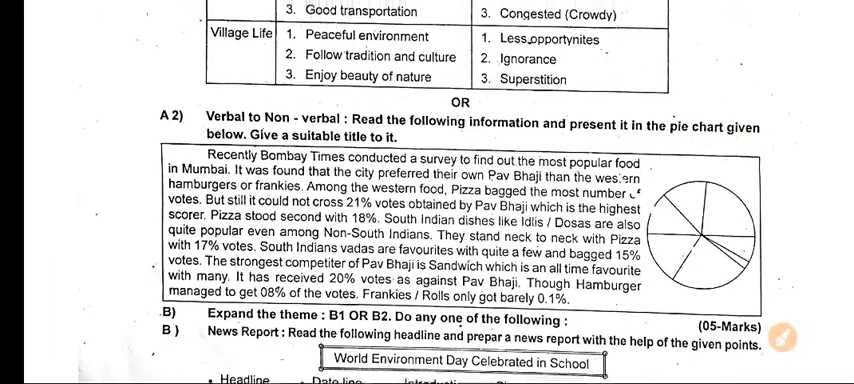 3. Good transportation 3. Congested (Crowdy)
Village Life 1. Peaceful environment 1. Less opportynites
2. Follow tradition and culture 2. Ignorance
3. Enjoy beauty of nature 3. Superstition
OR
A 2) Verbal to Non - verbal : Read the following information and present it in the pie chart given
below. Give a suitable title to it.
Recently Bombay Times conducted a survey to find out the most popular food
in Mumbai. It was found that the city preferred their own Pav Bhaji than the western
hamburgers or frankies. Among the western food, Pizza bagged the most number of
votes. But still it could not cross 21% votes obtained by Pav Bhaji which is the highest
scorer. Pizza stood second with 18%. South Indian dishes like Idlis / Dosas are also
quite popular even among Non-South Indians. They stand neck to neck with Pizza
with 17% votes. South Indians vadas are favourites with quite a few and bagged 15%
votes. The strongest competiter of Pav Bhaji is Sandwich which is an all time favourite
with many. It has received 20% votes as against Pav Bhaji. Though Hamburger
managed to get 08% of the votes. Frankies / Rolls only got barely 0.1%.
B) Expand the theme : B1 OR B2. Do any one of the following : (05-Marks)
B ) News Report : Read the following headline and prepar a news report with the help of the given points.
World Environment Day Celebrated in School
• Headline • Date line